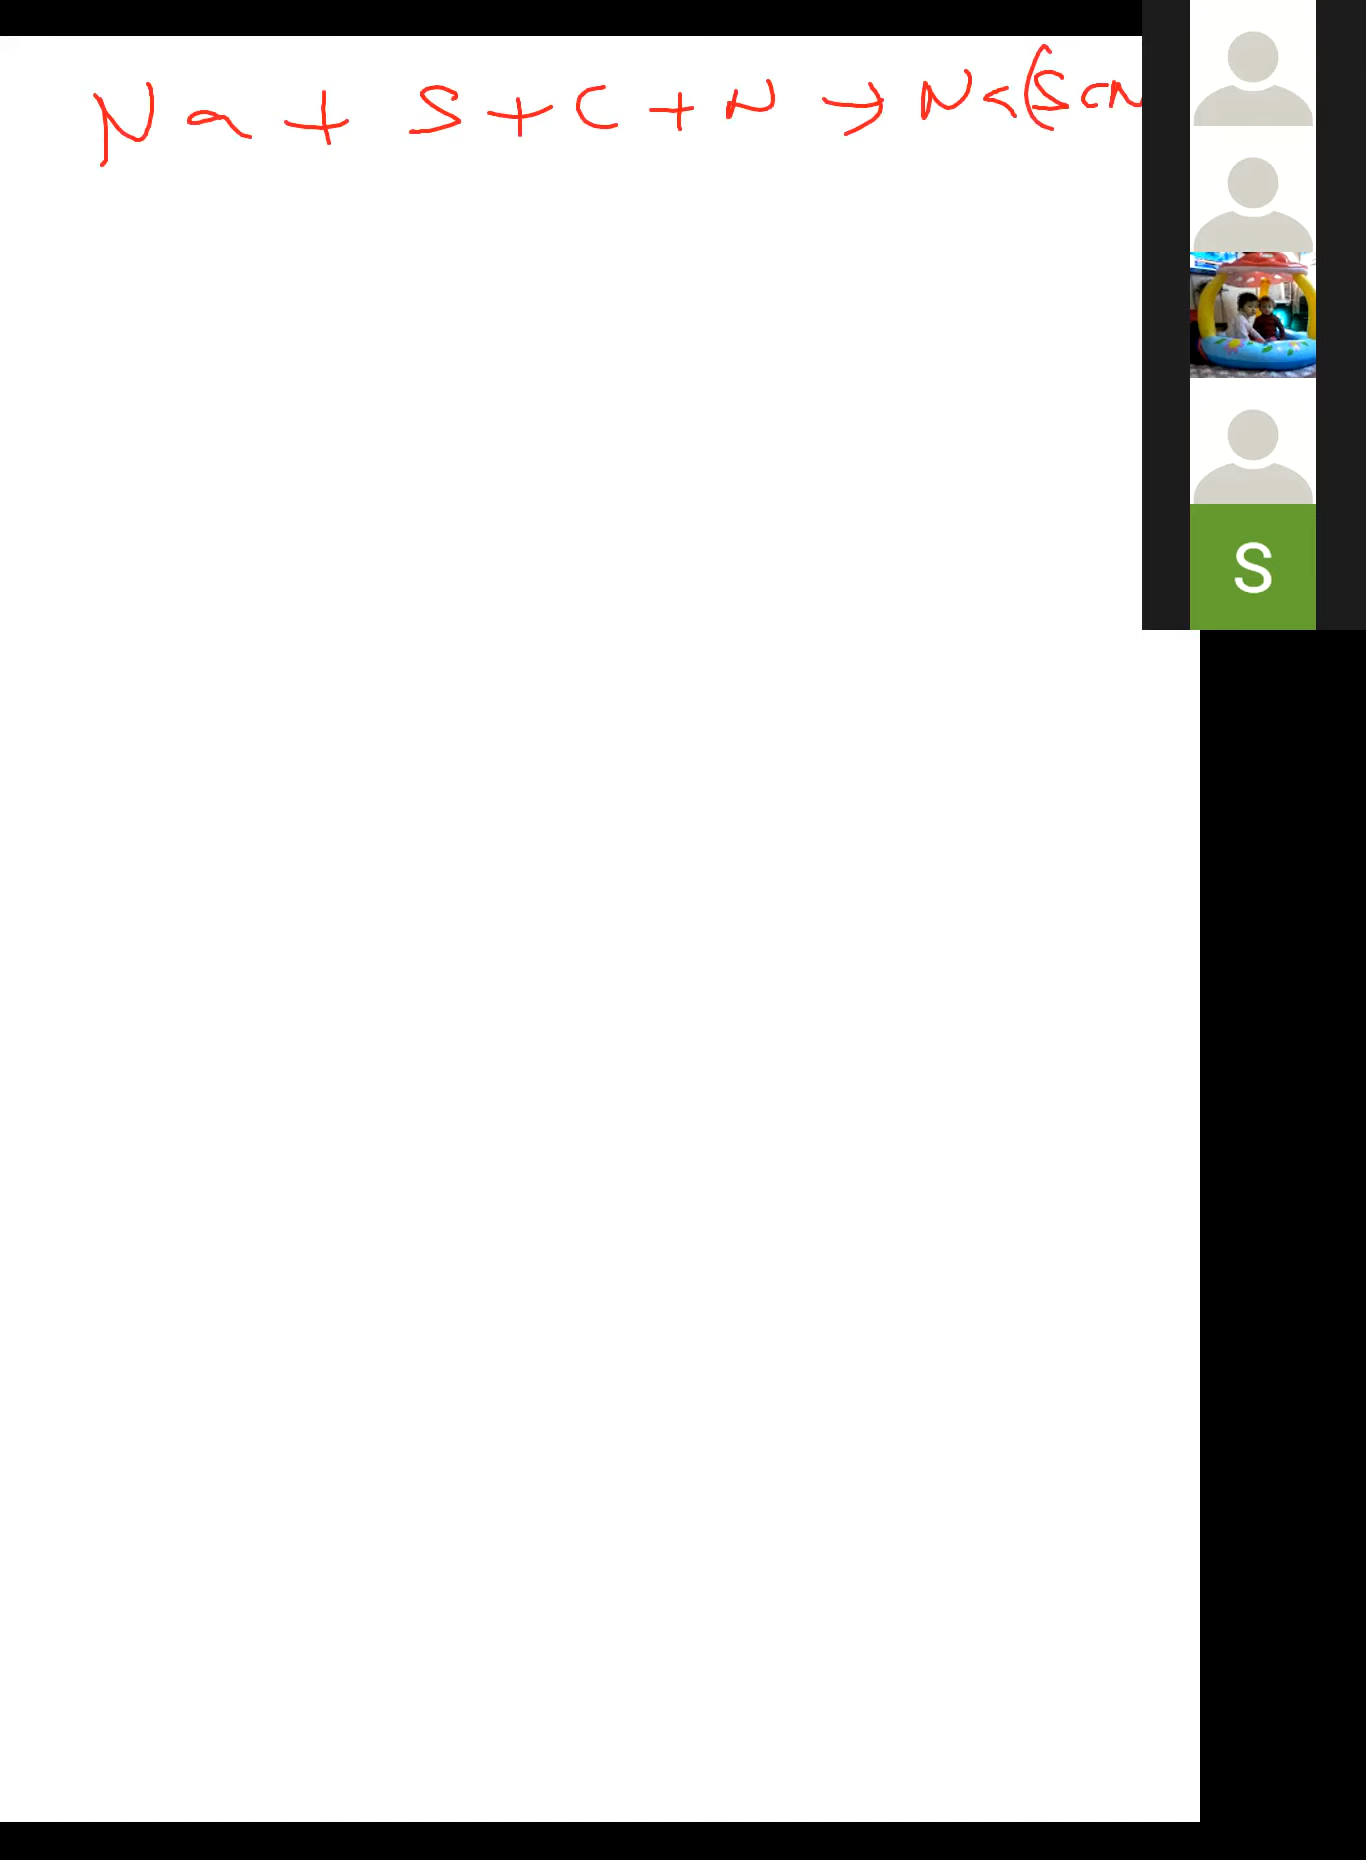 Na + S + C + N → Na(SCN
S